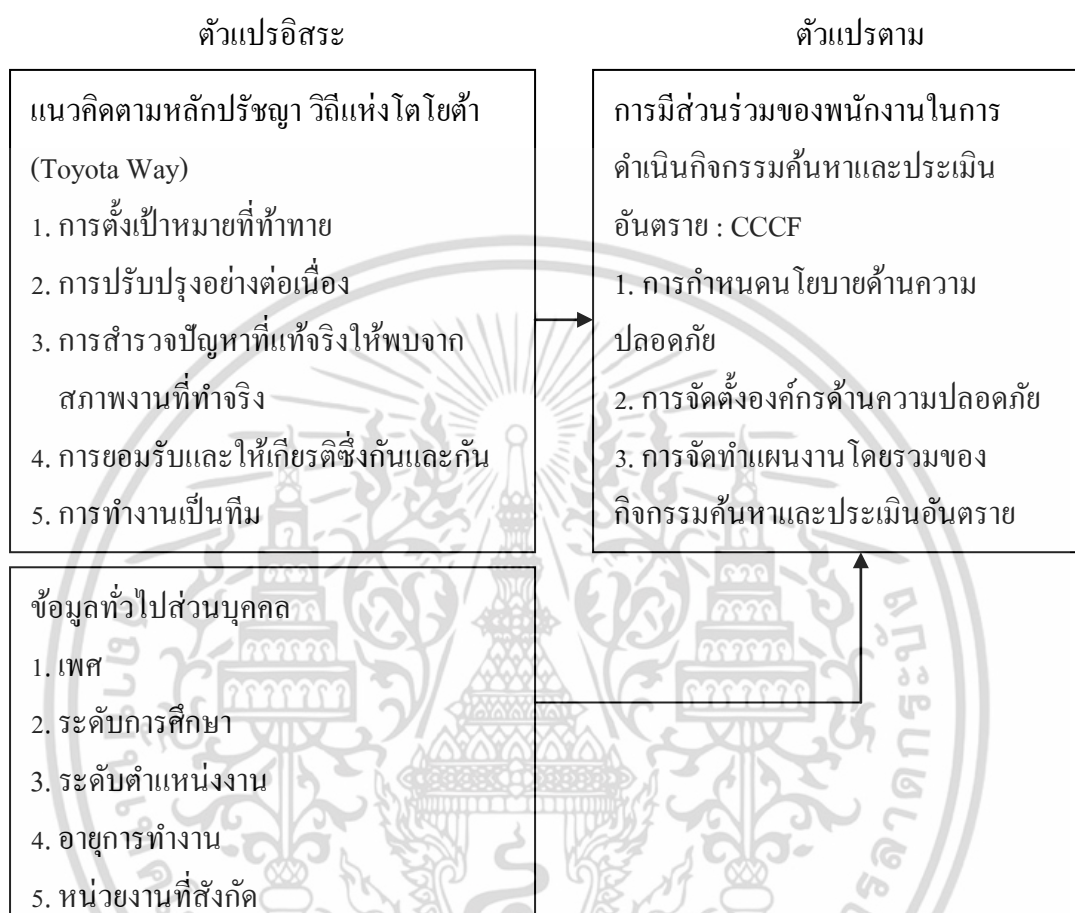 ตัวแปรอิสระ
ตัวแปรตาม
แนวคิดตามหลักปรัชญา วิถีแห่งโตโยต้า
(Toyota Way)
1. การตั้งเป้าหมายที่ท้าทาย
2. การปรับปรุงอย่างต่อเนื่อง
3. การสำรวจปัญหาที่แท้จริงให้พบจาก
สภาพงานที่ทำจริง
4. การยอมรับและให้เกียรติซึ่งกันและกัน
5. การทำงานเป็นทีม
การมีส่วนร่วมของพนักงานในการ
ดำเนินกิจกรรมค้นหาและประเมิน
อันตราย : CCCF
1. การกำหนดนโยบายด้านความ
ปลอดภัย
2. การจัดตั้งองค์กรด้านความปลอดภัย
3. การจัดทำแผนงานโดยรวมของ
กิจกรรมค้นหาและประเมินอันตราย
ข้อมูลทั่วไปส่วนบุคคล
1. เพศ
2. ระดับการศึกษา
3. ระดับตำแหน่งงาน
4. อายุการทำงาน
5. หน่วยงานที่สังกัด